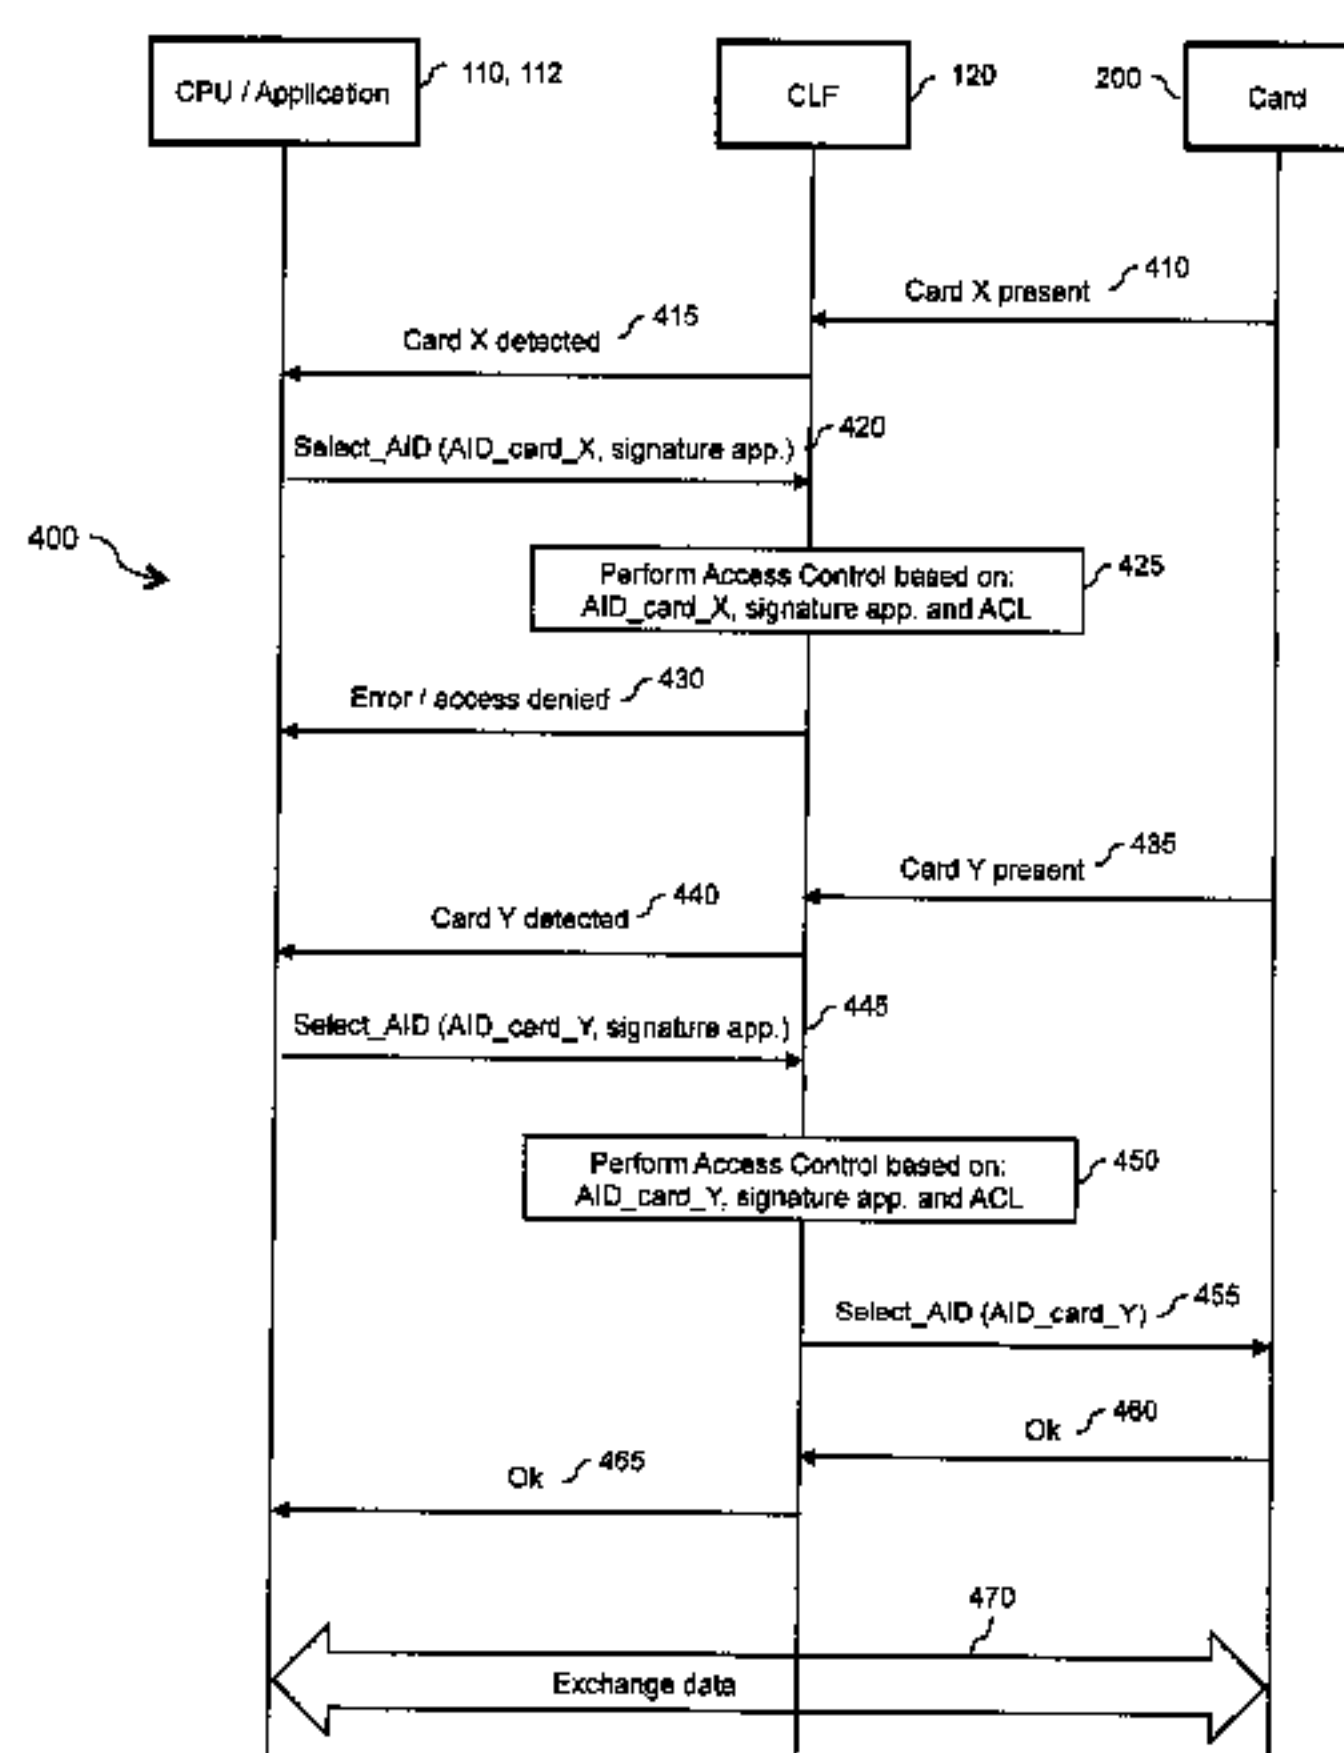 CPU / Application
110, 112
CLF
120
200
Card
Card X present
410
Card X detected
415
Select_AID (AID_card_X, signature app.)
420
400
Perform Access Control based on:
AID_card_X, signature app. and ACL
425
Error / access denied
430
Card Y present
435
Card Y detected
440
Select_AID (AID_card_Y, signature app.)
445
Perform Access Control based on:
AID_card_Y, signature app. and ACL
450
Select_AID (AID_card_Y)
455
Ok
460
Ok
465
470
Exchange data